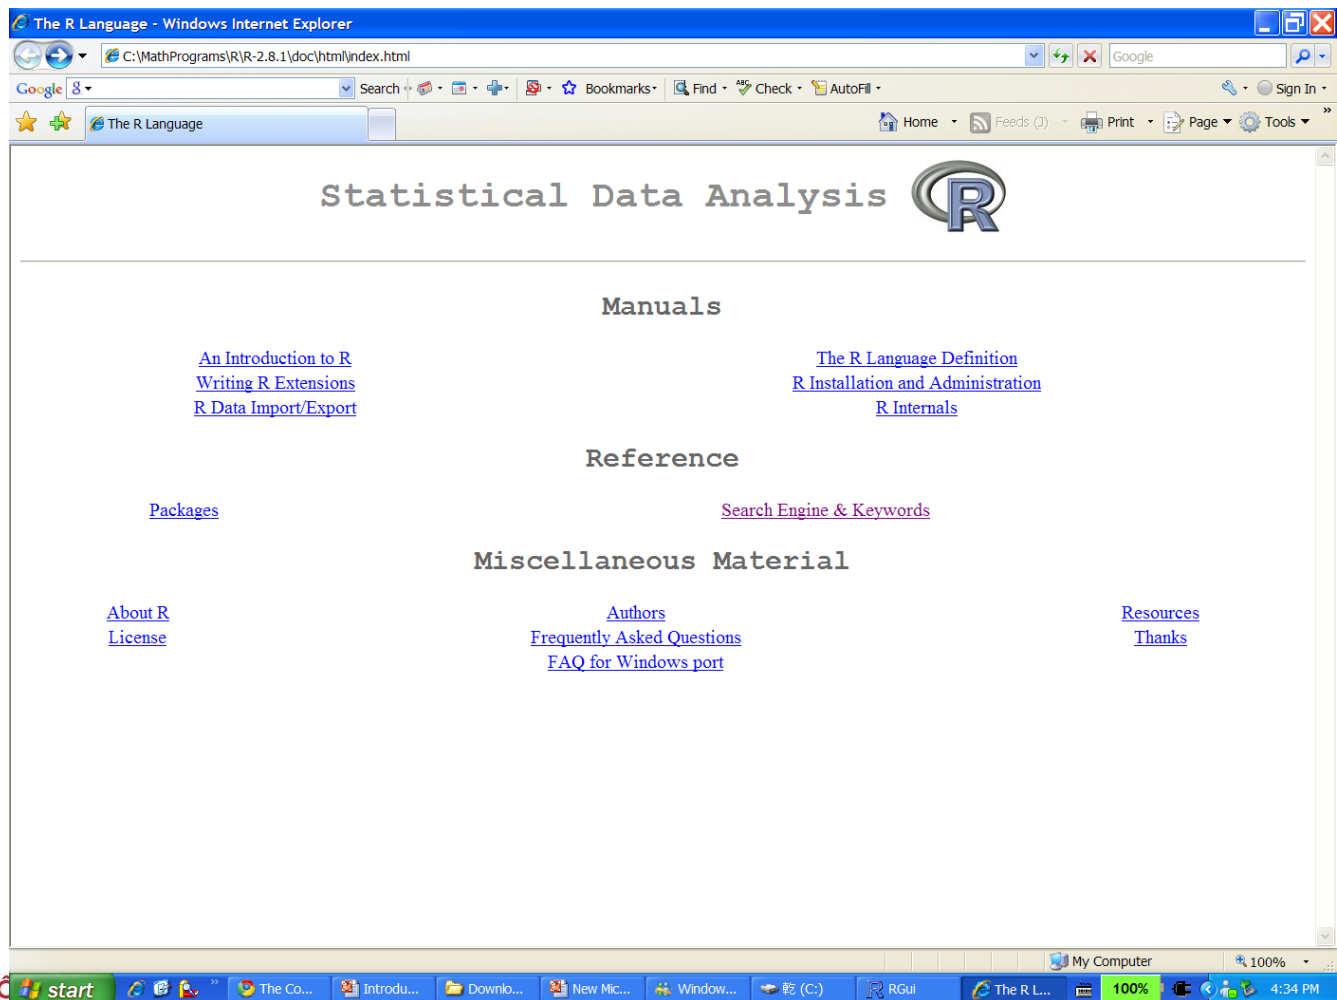 The R Language - Windows Internet Explorer
C:\MathPrograms\R\R-2.8.1\doc\html\index.html
Google
Google Search Bookmarks Find Check AutoFill Sign In
The R Language Home Feeds (J) Print Page Tools
Statistical Data Analysis R
Manuals
An Introduction to R The R Language Definition
Writing R Extensions R Installation and Administration
R Data Import/Export R Internals
Reference
Packages Search Engine & Keywords
Miscellaneous Material
About R Authors Resources
License Frequently Asked Questions Thanks
FAQ for Windows port
My Computer 100%
start The Co... Introdu... Downlo... New Mic... Window... 乾 (C:) RGui The R L... 100% 4:34 PM